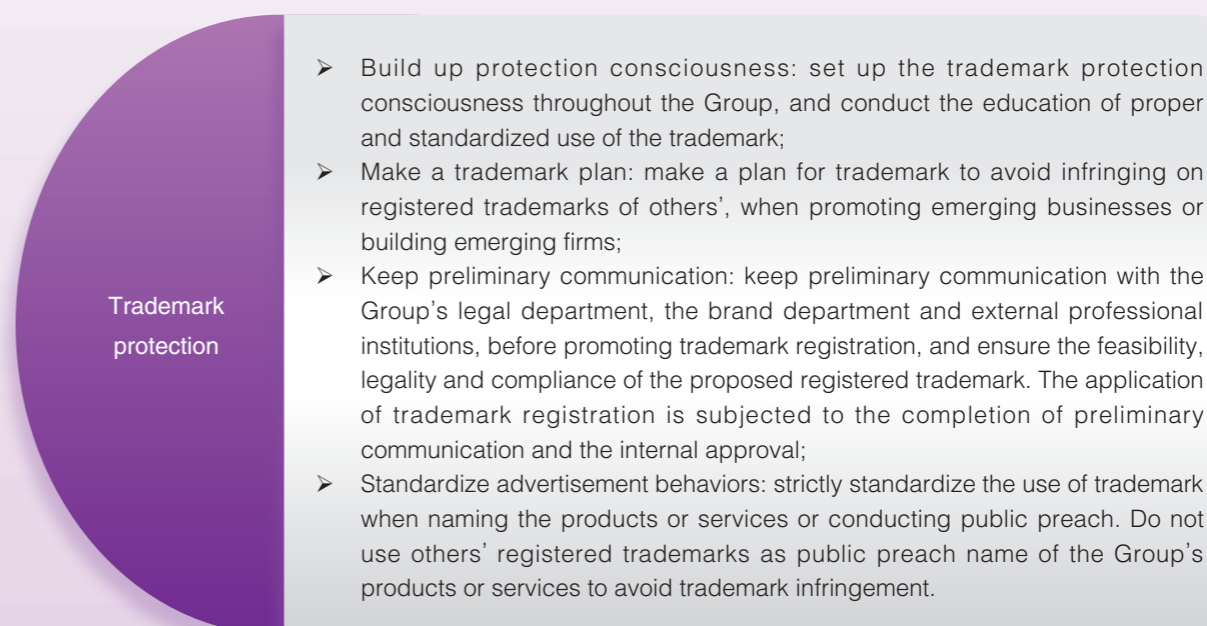 Trademark
protection
➢ Build up protection consciousness: set up the trademark protection
consciousness throughout the Group, and conduct the education of proper
and standardized use of the trademark;
➢ Make a trademark plan: make a plan for trademark to avoid infringing on
registered trademarks of others’, when promoting emerging businesses or
building emerging firms;
➢ Keep preliminary communication: keep preliminary communication with the
Group’s legal department, the brand department and external professional
institutions, before promoting trademark registration, and ensure the feasibility,
legality and compliance of the proposed registered trademark. The application
of trademark registration is subjected to the completion of preliminary
communication and the internal approval;
➢ Standardize advertisement behaviors: strictly standardize the use of trademark
when naming the products or services or conducting public preach. Do not
use others’ registered trademarks as public preach name of the Group’s
products or services to avoid trademark infringement.